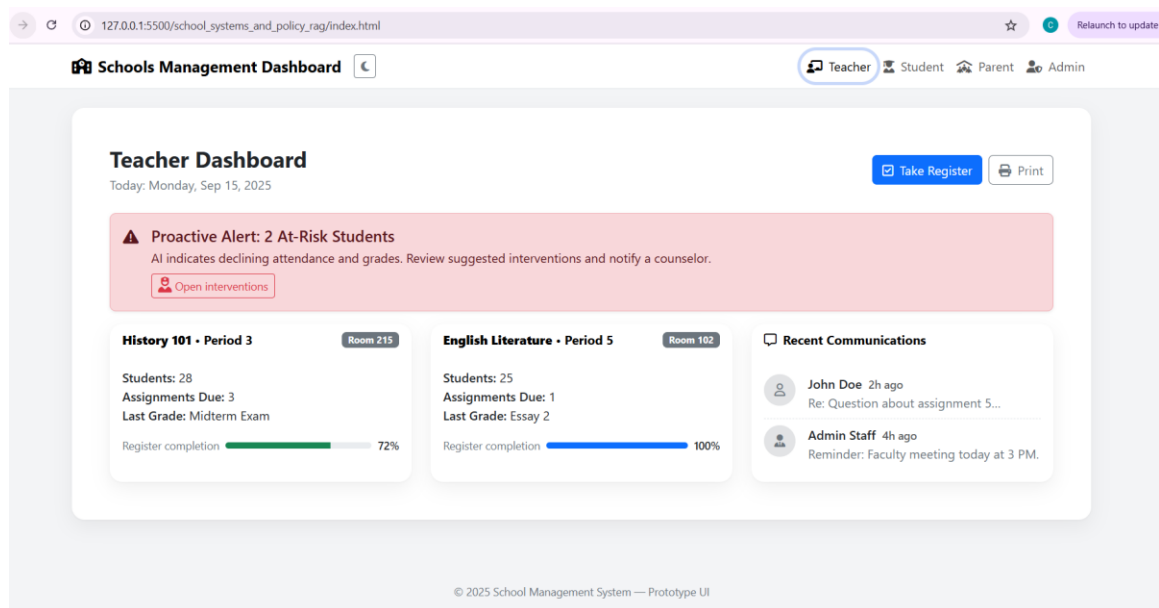 127.0.0.1:5500/school_systems_and_policy_rag/index.html
C
Relaunch to update
Schools Management Dashboard
Teacher
Student
Parent
Admin
Teacher Dashboard
Today: Monday, Sep 15, 2025
Take Register
Print
Proactive Alert: 2 At-Risk Students
AI indicates declining attendance and grades. Review suggested interventions and notify a counselor.
Open interventions
History 101 • Period 3
Room 215
Students: 28
Assignments Due: 3
Last Grade: Midterm Exam
Register completion
72%
English Literature • Period 5
Room 102
Students: 25
Assignments Due: 1
Last Grade: Essay 2
Register completion
100%
Recent Communications
John Doe 2h ago
Re: Question about assignment 5...
Admin Staff 4h ago
Reminder: Faculty meeting today at 3 PM.
© 2025 School Management System — Prototype UI